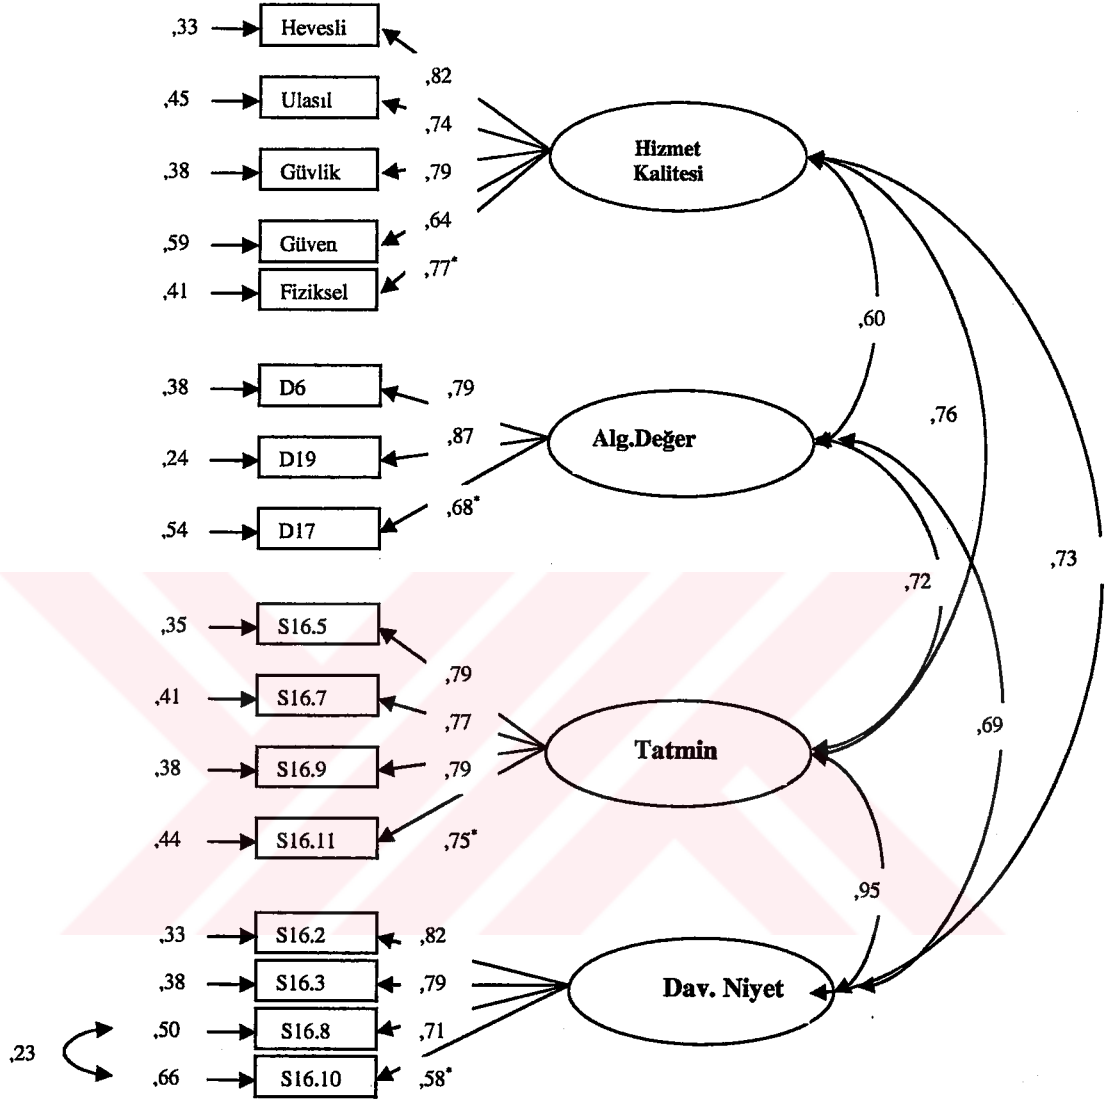 ,33 Hevesli
,82
,45 Ulasıl
,74
,38 Güvlik ,79
,59 Güven ,64
,41 Fiziksel ,77*
Hizmet
Kalitesi
,60
,38 D6 ,79
,24 D19 ,87
,54 D17 ,68*
Alg.Değer
,76
,72
,73
,35 S16.5
,79
,41 S16.7 ,77
,38 S16.9 ,79
,44 S16.11 ,75*
Tatmin
,69
,95
,33 S16.2 ,82
,38 S16.3 ,79
,50 S16.8 ,71
,23
,66 S16.10 ,58*
Dav. Niyet